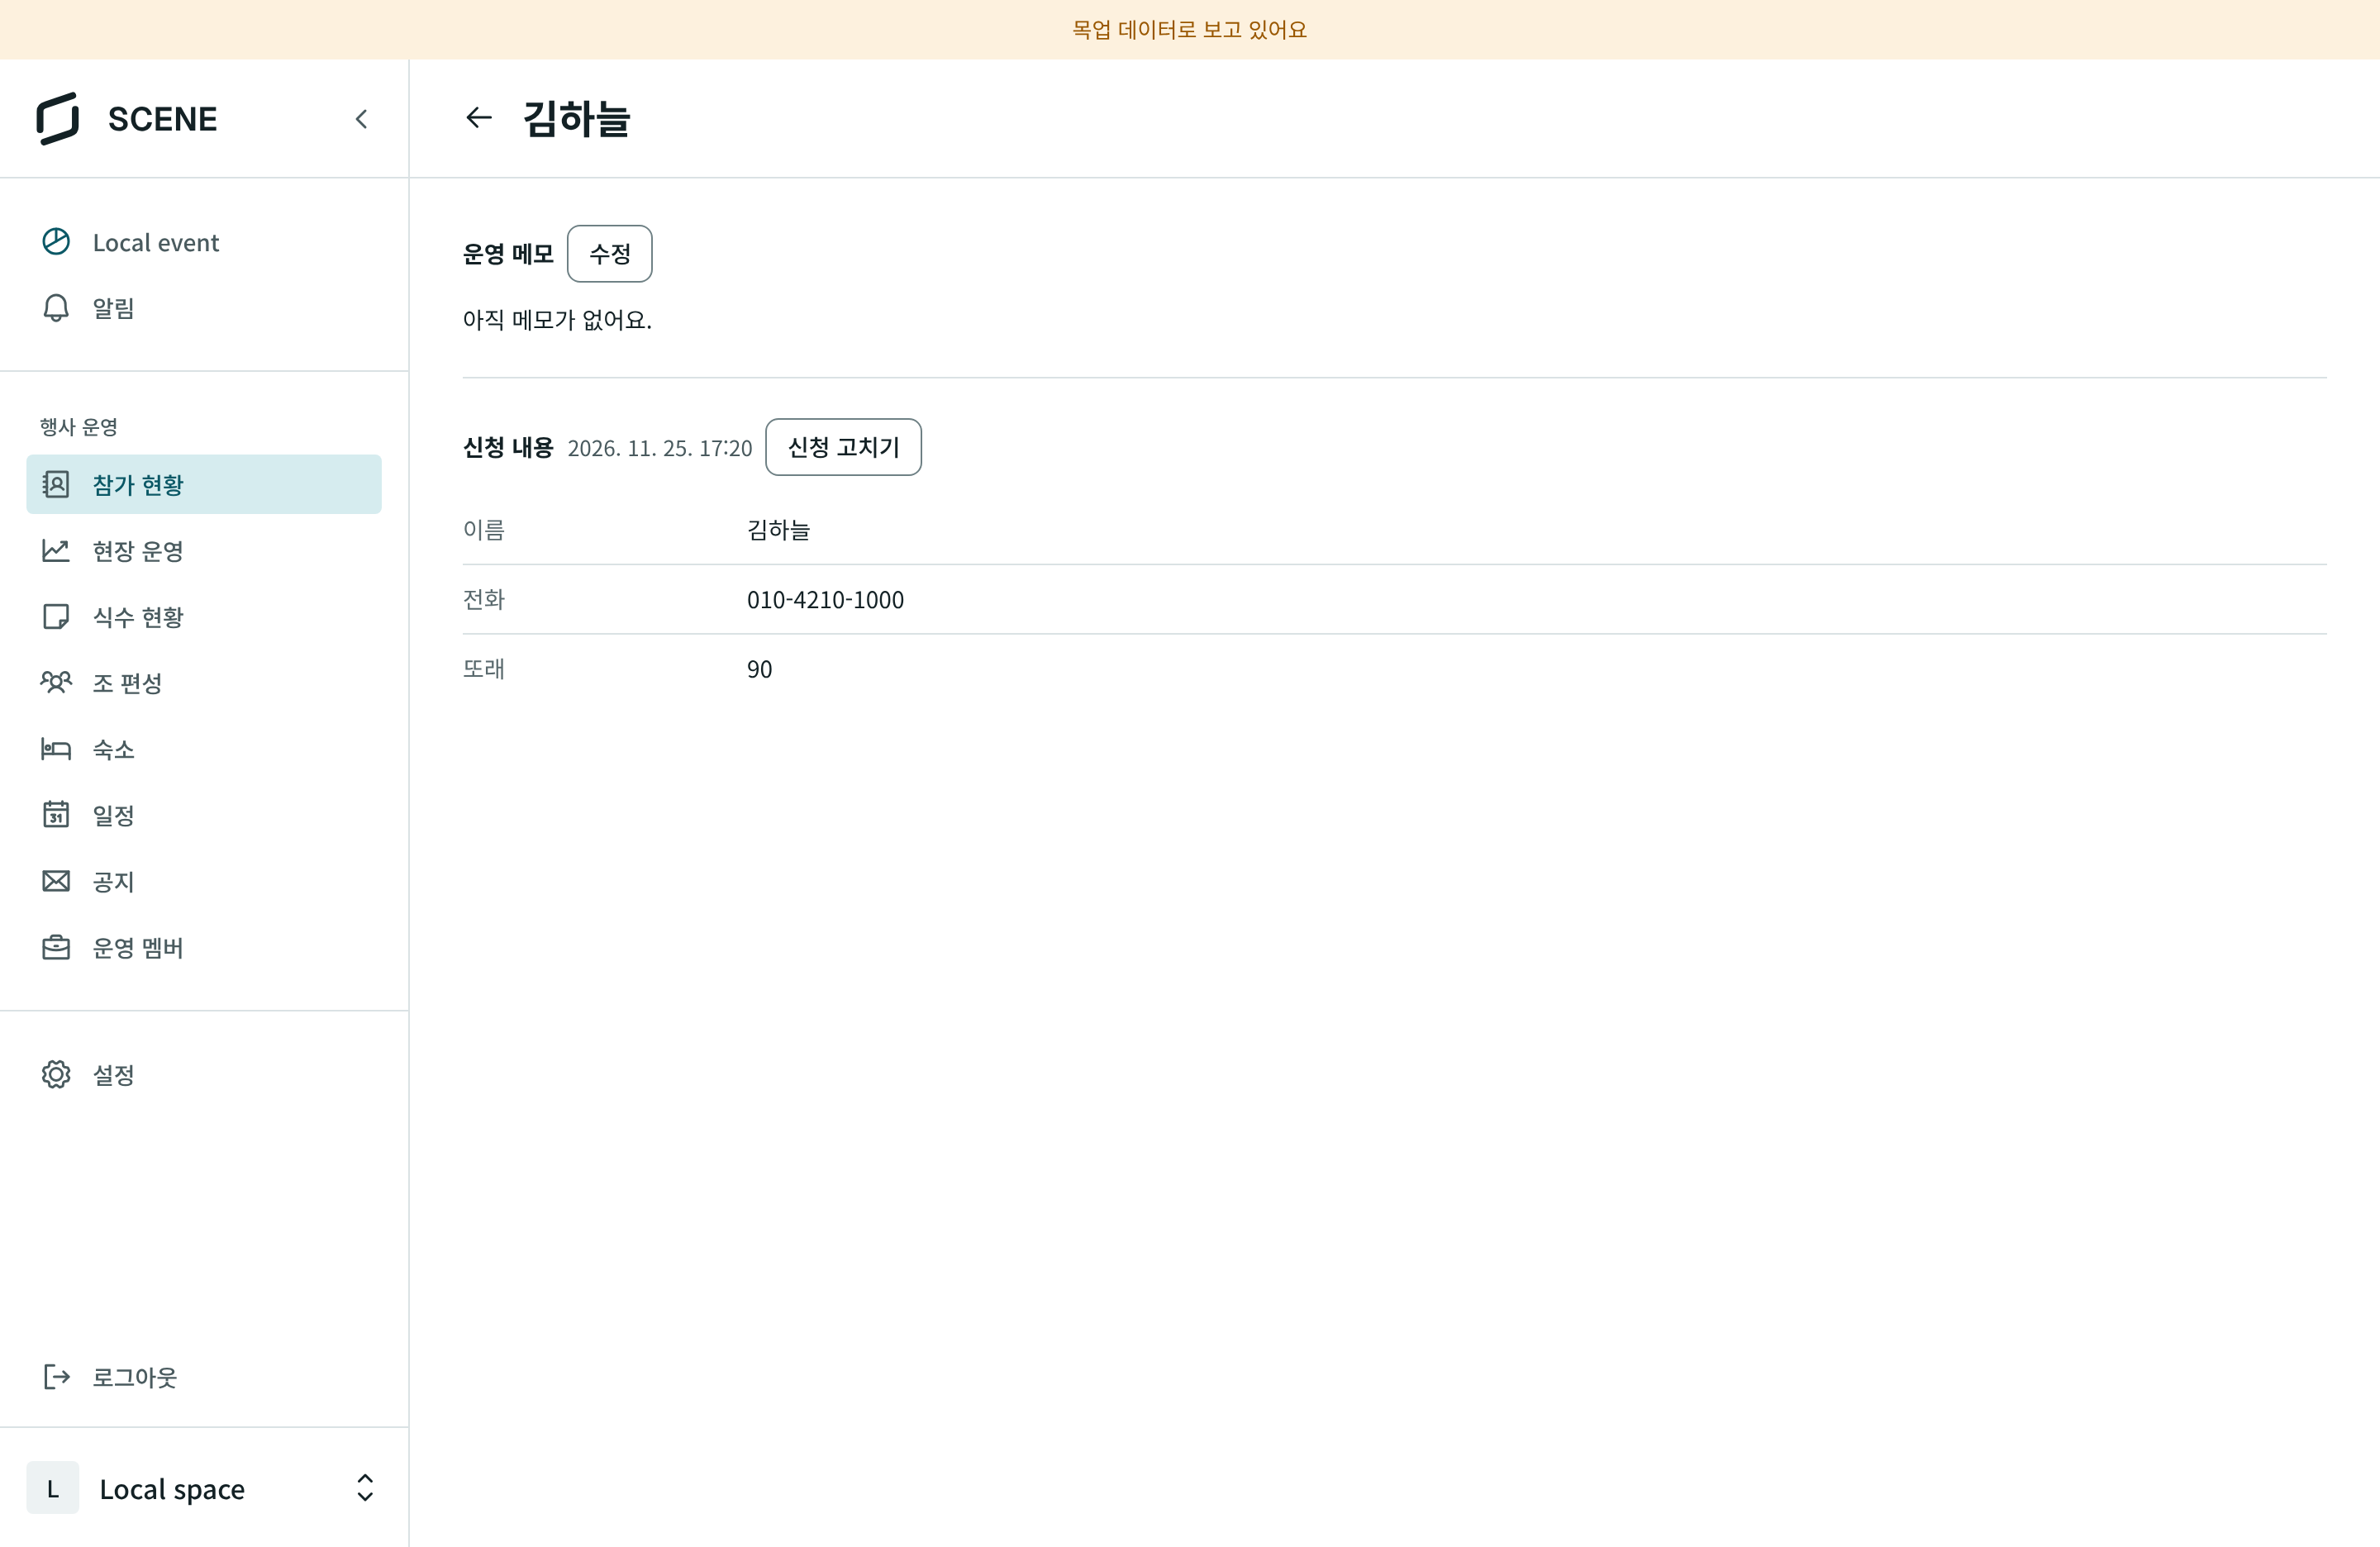 목업 데이터로 보고 있어요
SCENE
김하늘
Local event
알림
행사 운영
참가 현황
현장 운영
식수 현황
조 편성
숙소
31
일정
공지
운영 멤버
설정
로그아웃
L
Local space
운영 메모 수정
아직 메모가 없어요.
신청 내용 2026. 11. 25. 17:20 신청 고치기
이름 김하늘
전화 010-4210-1000
또래 90